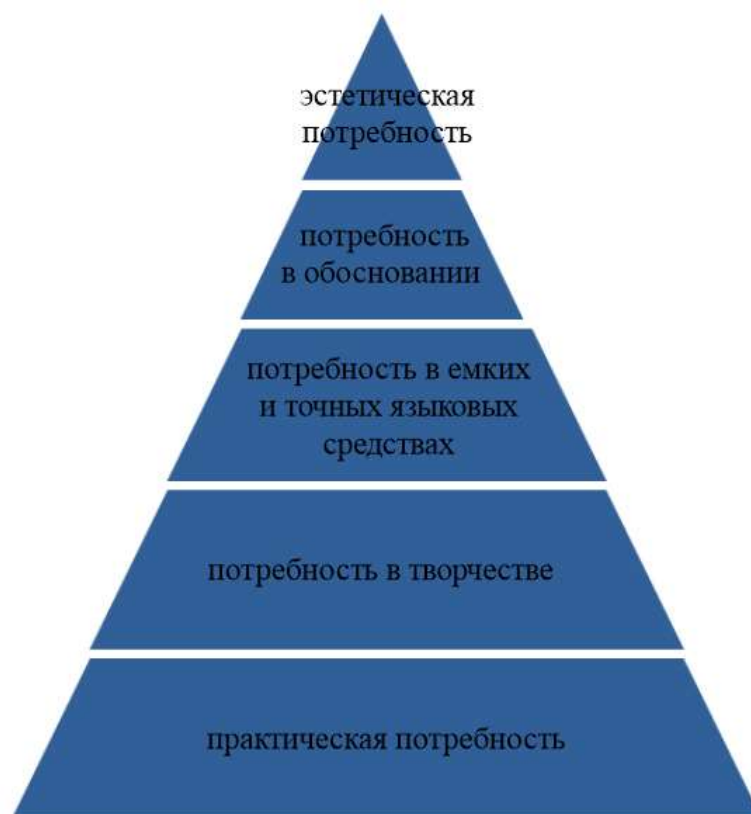 эстетическая
потребность
потребность
в обосновании
потребность в емких
и точных языковых
средствах
потребность в творчестве
практическая потребность